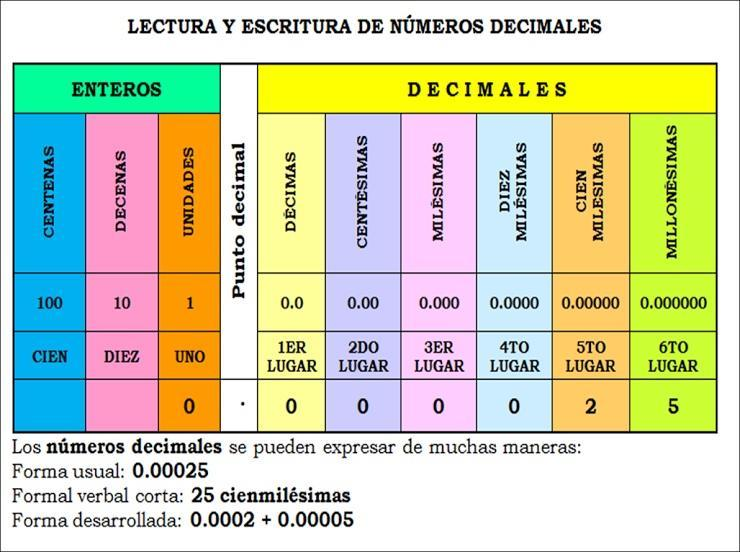 LECTURA Y ESCRITURA DE NÚMEROS DECIMALES
ENTEROS
Punto decimal
DECIMALES
CENTENAS
DECENAS
UNIDADES
DÉCIMAS
CENTÉSIMAS
MILÉSIMAS
DIEZ
MILÉSIMAS
CIEN
MILESIMAS
MILLONÉSIMAS
100 10 1 0.0 0.00 0.000 0.0000 0.00000 0.000000
CIEN DIEZ UNO 1ER LUGAR 2DO LUGAR 3ER LUGAR 4TO LUGAR 5TO LUGAR 6TO LUGAR
0 . 0 0 0 0 2 5
Los números decimales se pueden expresar de muchas maneras:
Forma usual: 0.00025
Formal verbal corta: 25 cienmilésimas
Forma desarrollada: 0.0002 + 0.00005